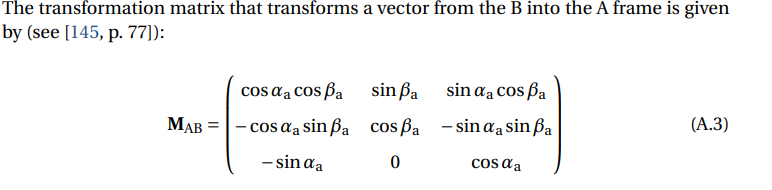 The transformation matrix that transforms a vector from the B into the A frame is given
by (see [145, p. 77]):
cos αa cos βa sin βa sin αa cos βa
MAB = − cos αa sin βa cos βa − sin αa sin βa (A.3)
− sin αa 0 cos αa